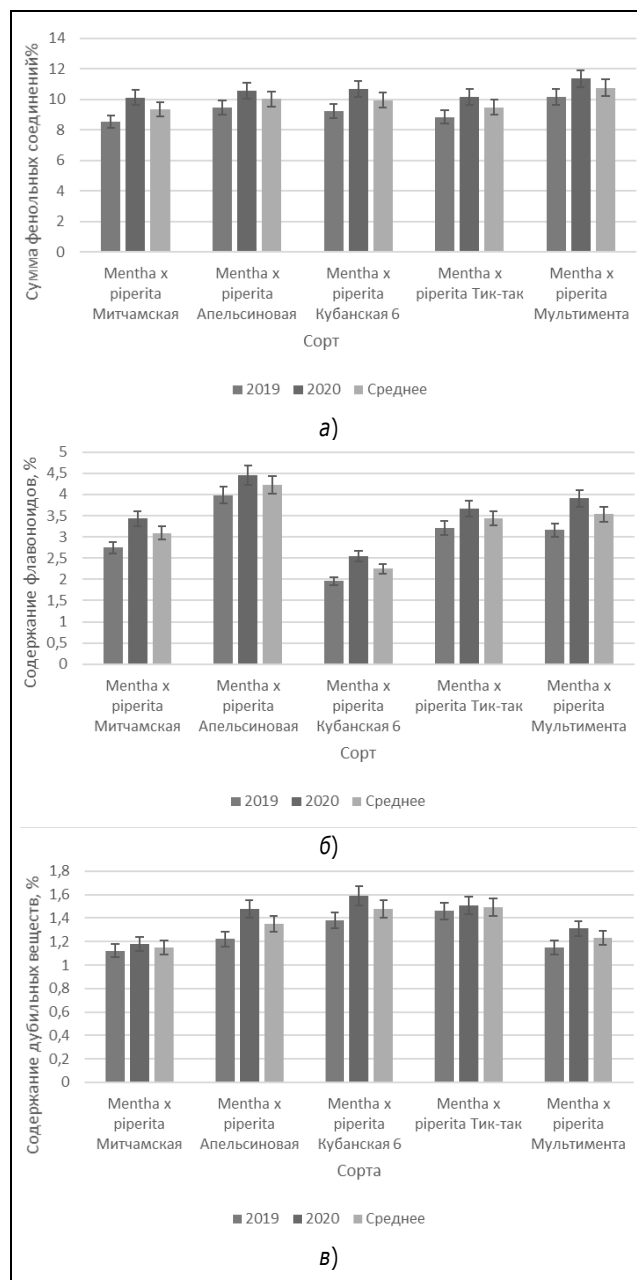 Сумма фенольных соединений%
14
12
10
8
6
4
2
0
Mentha x
piperita
Митчамская
Mentha x
piperita
Апельсиновая
Mentha x
piperita
Кубанская 6
Mentha x
piperita Тик-так
Mentha x
piperita
Мультимента
Сорт
2019 2020 Среднее
а)
Содержание флавоноидов, %
5
4,5
4
3,5
3
2,5
2
1,5
1
0,5
0
Mentha x
piperita
Митчамская
Mentha x
piperita
Апельсиновая
Mentha x
piperita
Кубанская 6
Mentha x
piperita Тик-так
Mentha x
piperita
Мультимента
Сорт
2019 2020 Среднее
б)
Содержание дубильных веществ, %
1,8
1,6
1,4
1,2
1
0,8
0,6
0,4
0,2
0
Mentha x
piperita
Митчамская
Mentha x
piperita
Апельсиновая
Mentha x
piperita
Кубанская 6
Mentha x
piperita Тик-так
Mentha x
piperita
Мультимента
Сорта
2019 2020 Среднее
в)